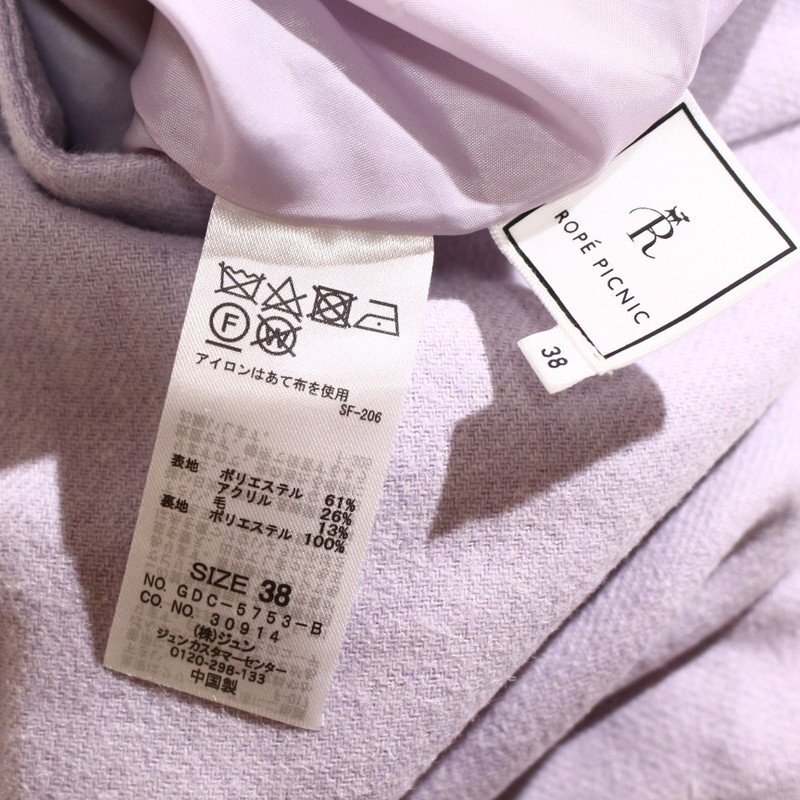 F
W
アイロンはあて布を使用
SF-206
表地 ポリエステル 61%
アクリル 26%
毛 13%
裏地 ポリエステル 100%
SIZE 38
NO. GDC-5753-B
CO. NO. 30914
(株)ジュン
ジュンカスタマーセンター
0120-298-133
中国製
R
ROPÉ PICNIC
38